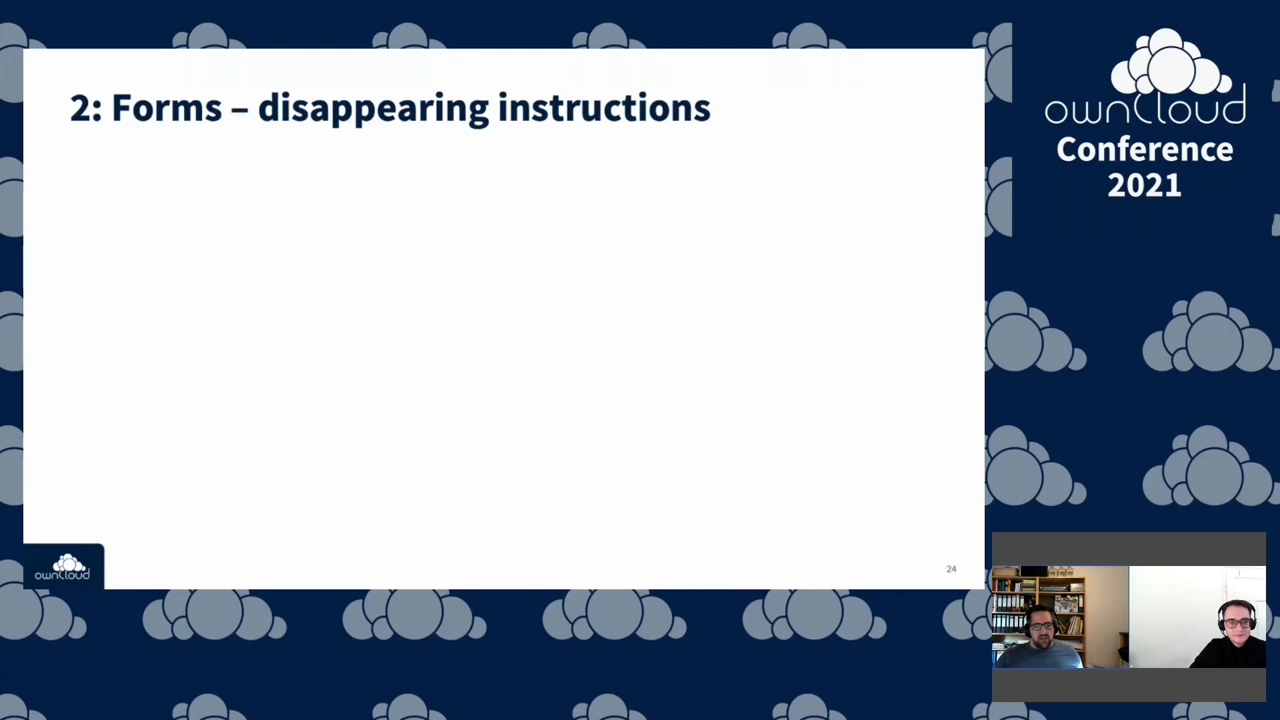 2: Forms – disappearing instructions
ownCloud
Conference
2021
ownCloud
24